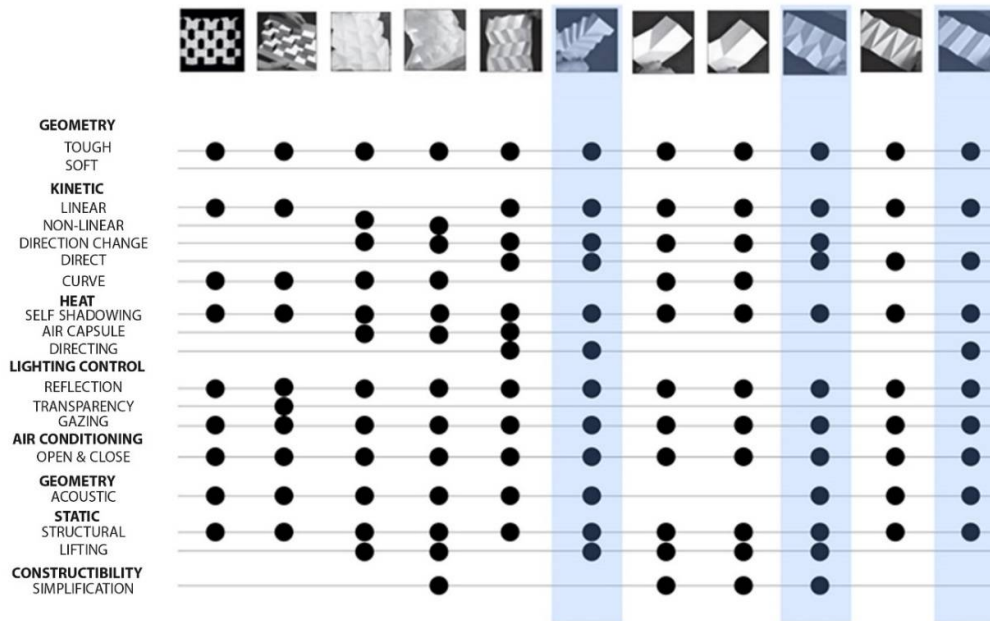 GEOMETRY
TOUGH
SOFT
KINETIC
LINEAR
NON-LINEAR
DIRECTION CHANGE
DIRECT
CURVE
HEAT
SELF SHADOWING
AIR CAPSULE
DIRECTING
LIGHTING CONTROL
REFLECTION
TRANSPARENCY
GAZING
AIR CONDITIONING
OPEN & CLOSE
GEOMETRY
ACOUSTIC
STATIC
STRUCTURAL
LIFTING
CONSTRUCTIBILITY
SIMPLIFICATION